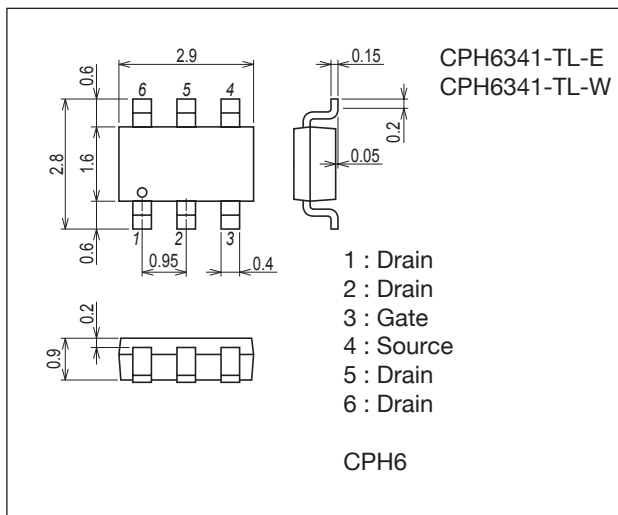 CPH6341-TL-E
CPH6341-TL-W
2.9
0.15
0.6
6 5 4
0.2
2.8
1.6
0.05
0.6
1 2 3
0.95
0.4
1 : Drain
2 : Drain
3 : Gate
4 : Source
5 : Drain
6 : Drain
0.2
0.9
CPH6